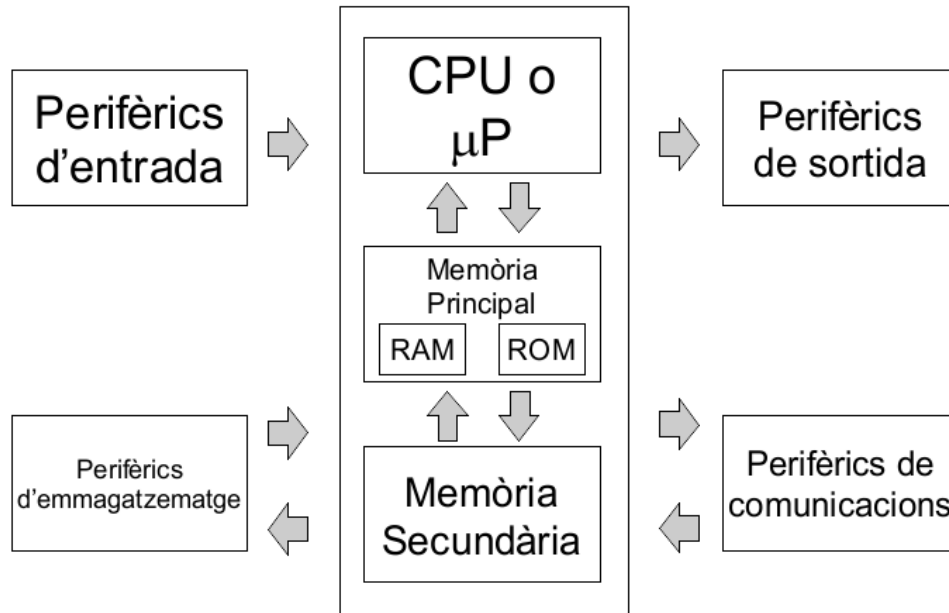 Perifèrics
d'entrada
CPU o
μP
Perifèrics
de sortida
Memòria
Principal
RAM
ROM
Perifèrics
d'emmagatzematge
Memòria
Secundària
Perifèrics de
comunicacions